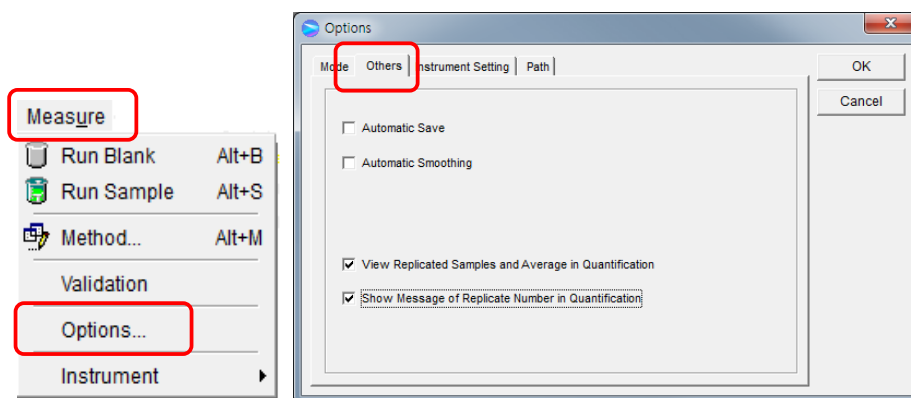 Measure
Run Blank Alt+B
Run Sample Alt+S
Method... Alt+M
Validation
Options...
Instrument
Options
Mode Others Instrument Setting Path
OK
Cancel
Automatic Save
Automatic Smoothing
View Replicated Samples and Average in Quantification
Show Message of Replicate Number in Quantification